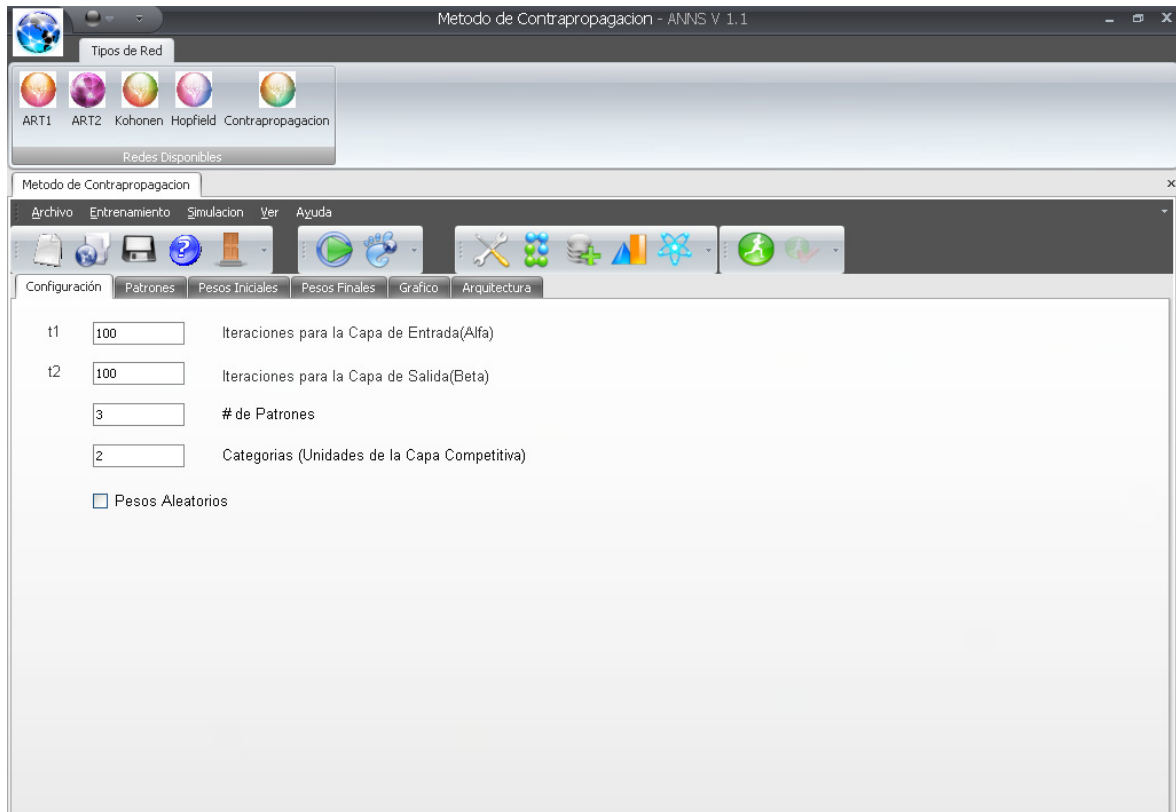 Metodo de Contrapropagacion - ANNS V 1.1
Tipos de Red
ART1 ART2 Kohonen Hopfield Contrapropagacion
Redes Disponibles
Metodo de Contrapropagacion
Archivo Entrenamiento Simulacion Ver Ayuda
Configuración Patrones Pesos Iniciales Pesos Finales Grafico Arquitectura
t1 100 Iteraciones para la Capa de Entrada(Alfa)
t2 100 Iteraciones para la Capa de Salida(Beta)
3 # de Patrones
2 Categorias (Unidades de la Capa Competitiva)
Pesos Aleatorios